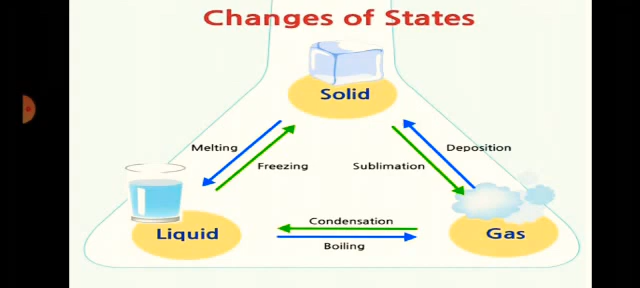 Changes of States
Solid
Melting
Freezing
Sublimation
Deposition
Liquid
Condensation
Boiling
Gas